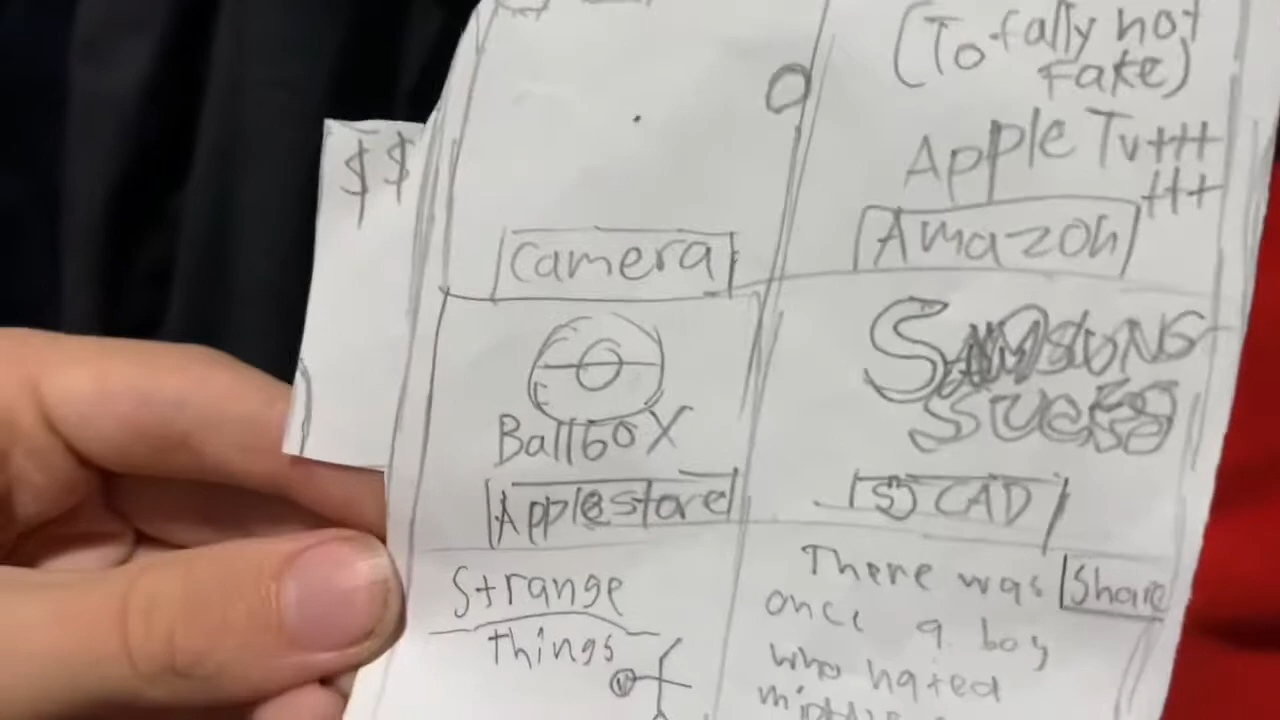 $$
(Totally not
fake)
Apple Tv+++
+++
Camera
Amazon
Ballbox
Sucks
Applestore
CAD
Strange
things
There was
once a boy
who hated
Share